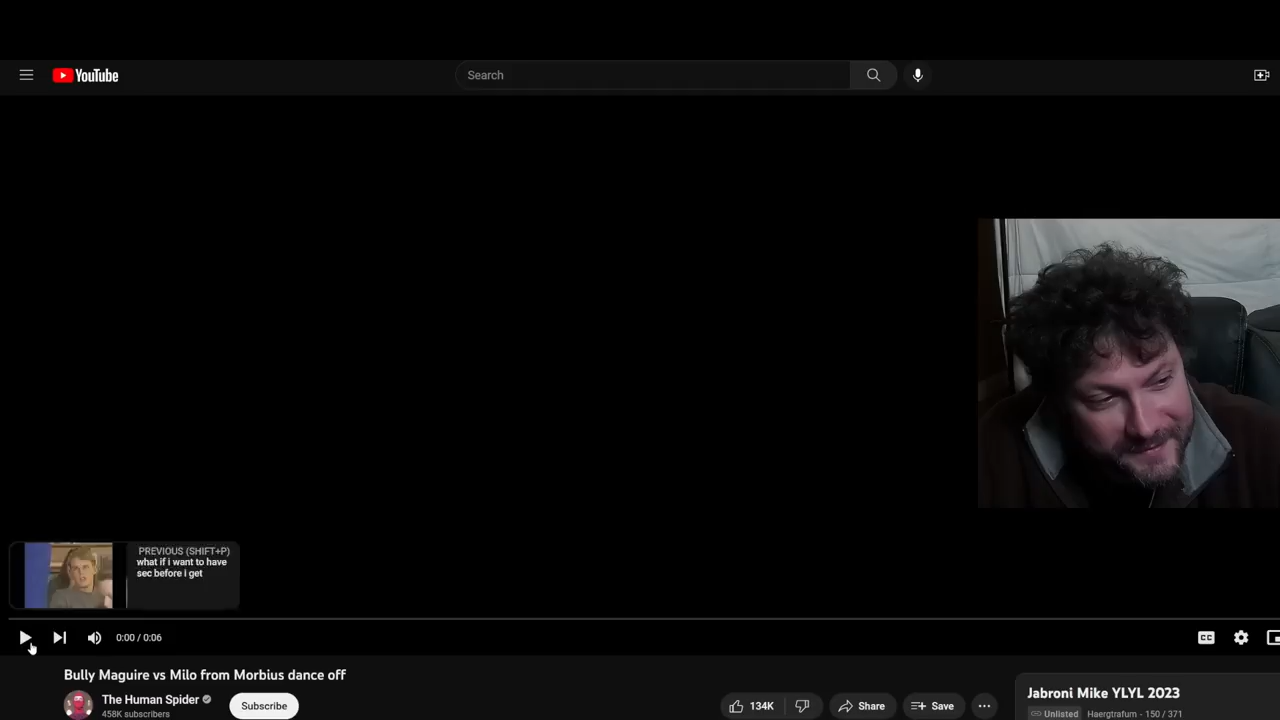 YouTube
Search
PREVIOUS (SHIFT+P)
what if i want to have
sec before i get
0:00 / 0:06
CC
Bully Maguire vs Milo from Morbius dance off
The Human Spider
458K subscribers
Subscribe
134K
Share
Save
Jabroni Mike YLYL 2023
Unlisted
Haergtrafum - 150 / 371